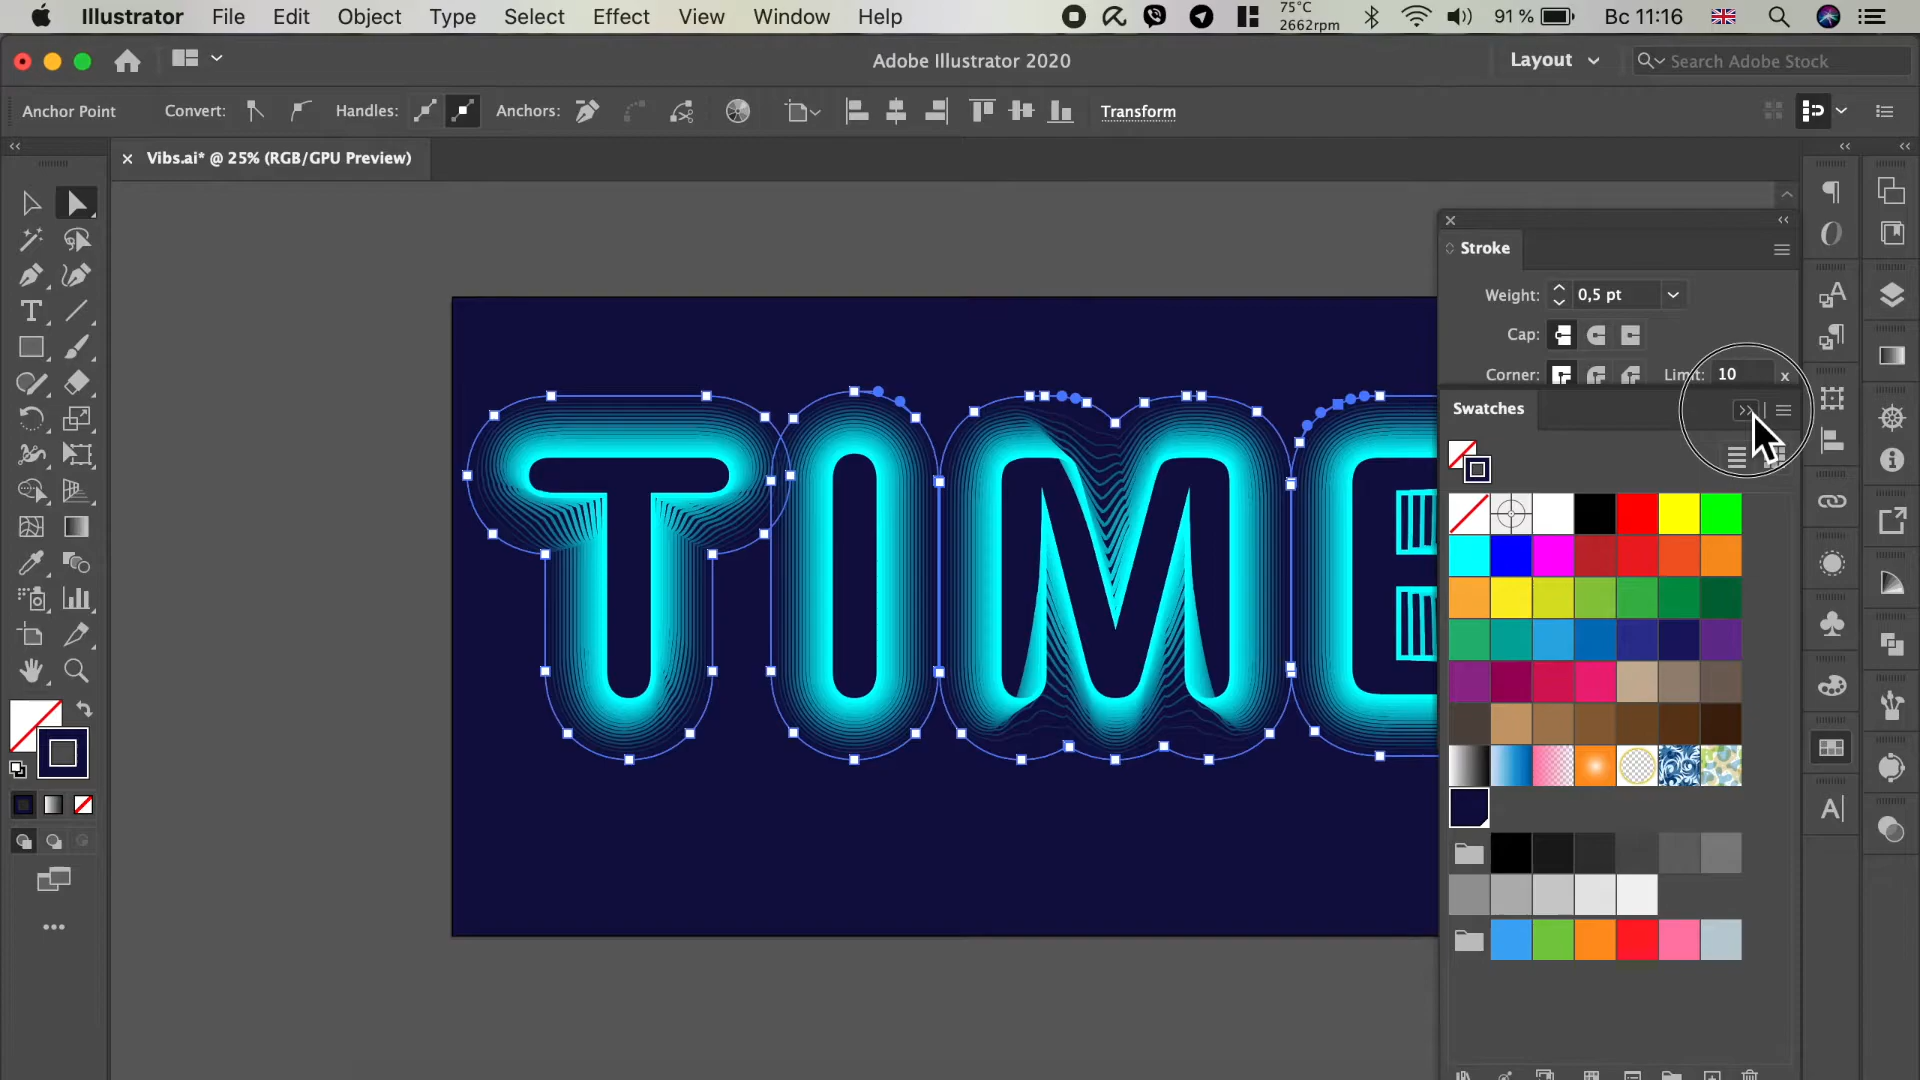 Illustrator File Edit Object Type Select Effect View Window Help 75°C 2662rpm 91 % Вс 11:16
Adobe Illustrator 2020 Layout Search Adobe Stock
Anchor Point Convert: Handles: Anchors: Transform
× Vibs.ai* @ 25% (RGB/GPU Preview)
Stroke
Weight: 0,5 pt
Cap:
Corner: Limit: 10 x
Swatches
TIME